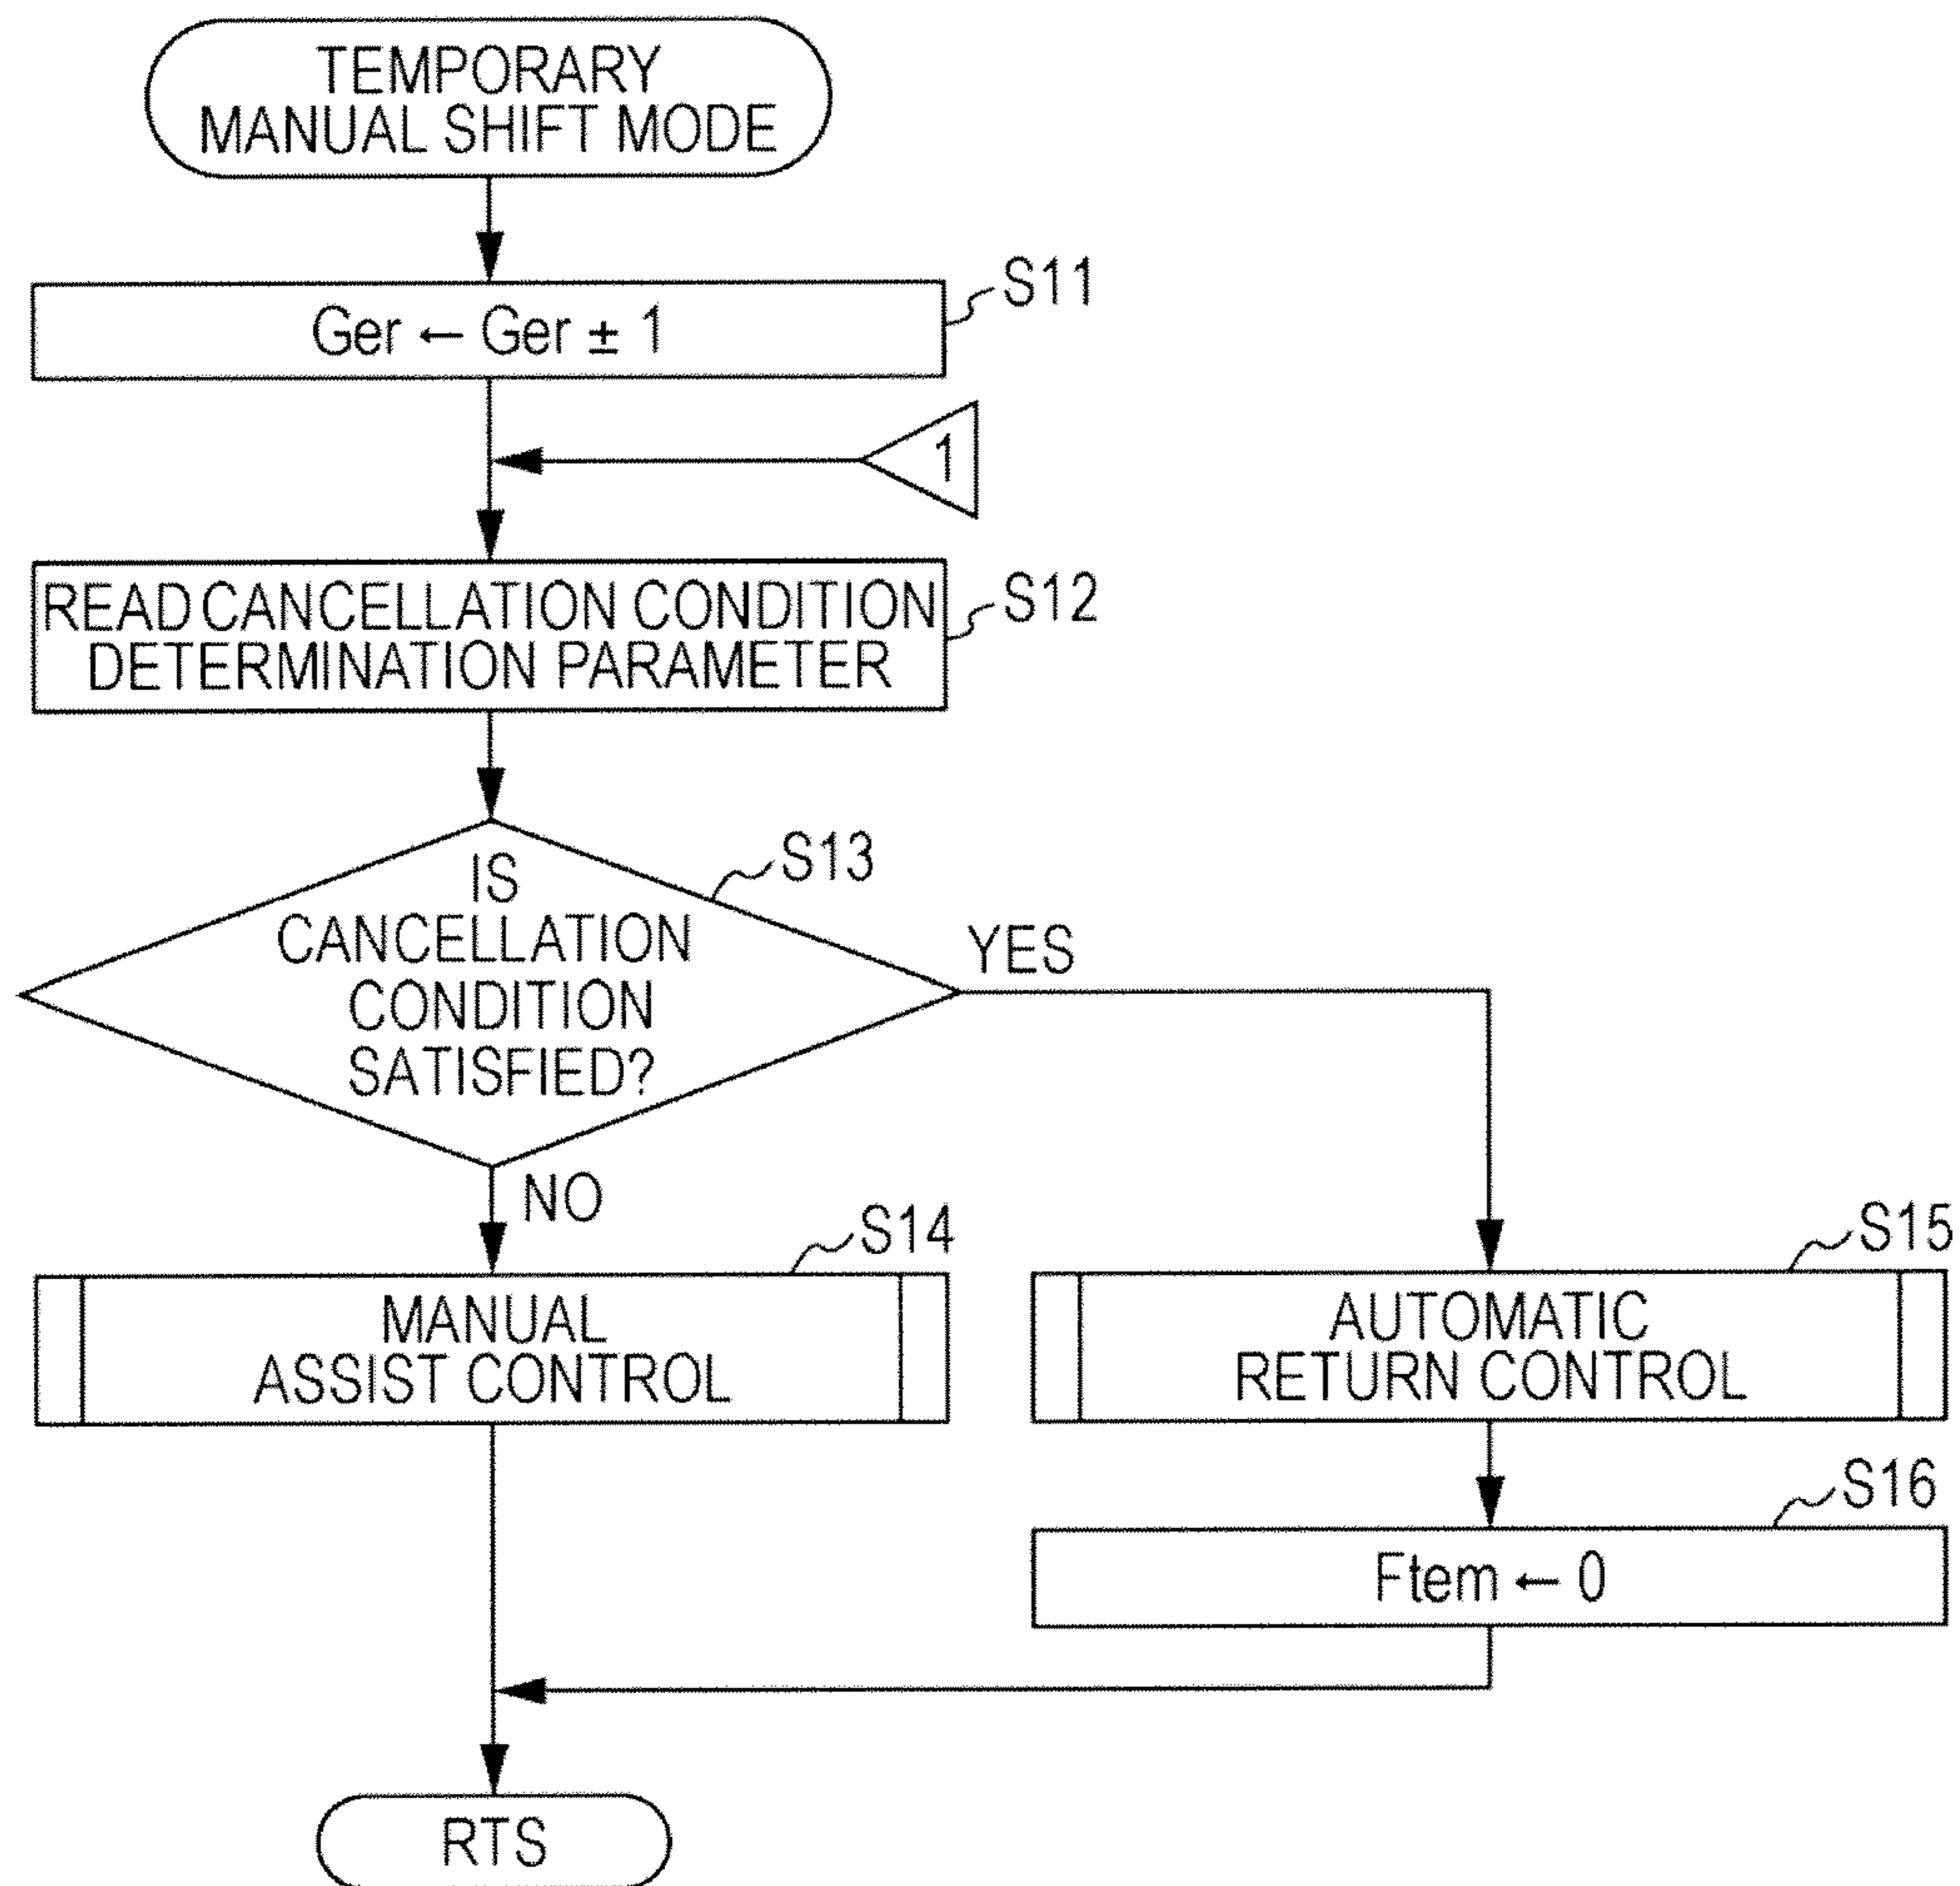 TEMPORARY
MANUAL SHIFT MODE
S11
Ger ← Ger ± 1
1
S12
READ CANCELLATION CONDITION
DETERMINATION PARAMETER
S13
IS
CANCELLATION
CONDITION
SATISFIED?
YES
NO
S14
MANUAL
ASSIST CONTROL
S15
AUTOMATIC
RETURN CONTROL
S16
Ftem ← 0
RTS